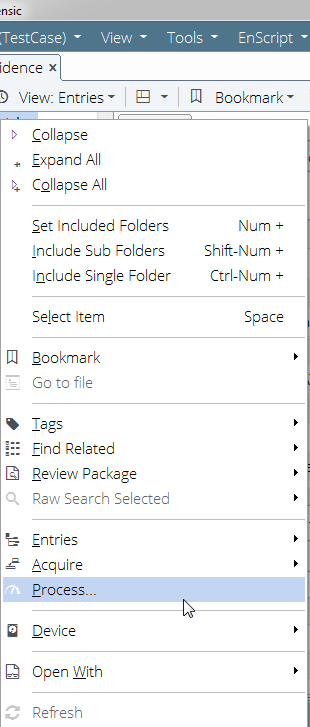 ensic
(TestCase) View Tools EnScript
idence ×
View: Entries Bookmark
Collapse
Expand All
Collapse All
Set Included Folders Num +
Include Sub Folders Shift-Num +
Include Single Folder Ctrl-Num +
Select Item Space
Bookmark
Go to file
Tags
Find Related
Review Package
Raw Search Selected
Entries
Acquire
Process...
Device
Open With
Refresh